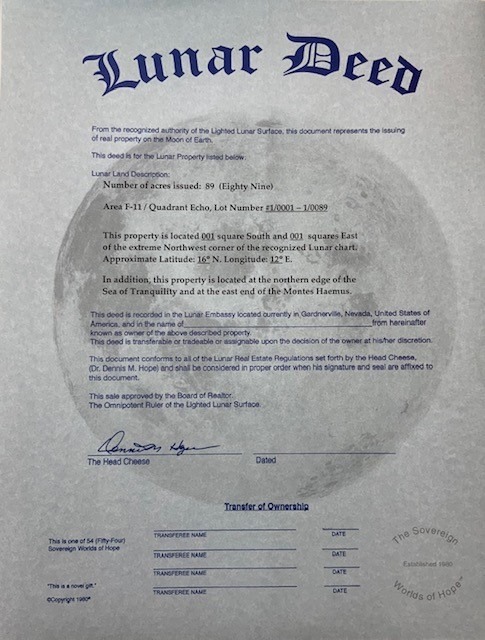 Lunar Deed
From the recognized authority of the Lighted Lunar Surface, this document represents the issuing
of real property on the Moon of Earth.
This deed is for the Lunar Property listed below:
Lunar Land Description:
Number of acres issued: 89 (Eighty Nine)
Area F-11 / Quadrant Echo, Lot Number #1/0001 – 1/0089
This property is located 001 square South and 001 squares East
of the extreme Northwest corner of the recognized Lunar chart.
Approximate Latitude: 16° N. Longitude: 12° E.
In addition, this property is located at the northern edge of the
Sea of Tranquility and at the east end of the Montes Haemus.
This deed is recorded in the Lunar Embassy located currently in Gardnerville, Nevada, United States of
America, and in the name of from hereinafter
known as owner of the above described property.
This deed is transferable or tradeable or assignable upon the decision of the owner at his/her discretion.
This document conforms to all of the Lunar Real Estate Regulations set forth by the Head Cheese,
(Dr. Dennis M. Hope) and shall be considered in proper order when his signature and seal are affixed to
this document.
This sale approved by the Board of Realtor.
The Omnipotent Ruler of the Lighted Lunar Surface.
Dennis M Hope
The Head Cheese Dated
Transfer of Ownership
This is one of 54 (Fifty-Four)
Sovereign Worlds of Hope
TRANSFEREE NAME DATE
TRANSFEREE NAME DATE
TRANSFEREE NAME DATE
TRANSFEREE NAME DATE
"This is a novel gift."
©Copyright 1980*
The Sovereign
Established 1980
Worlds of Hope"